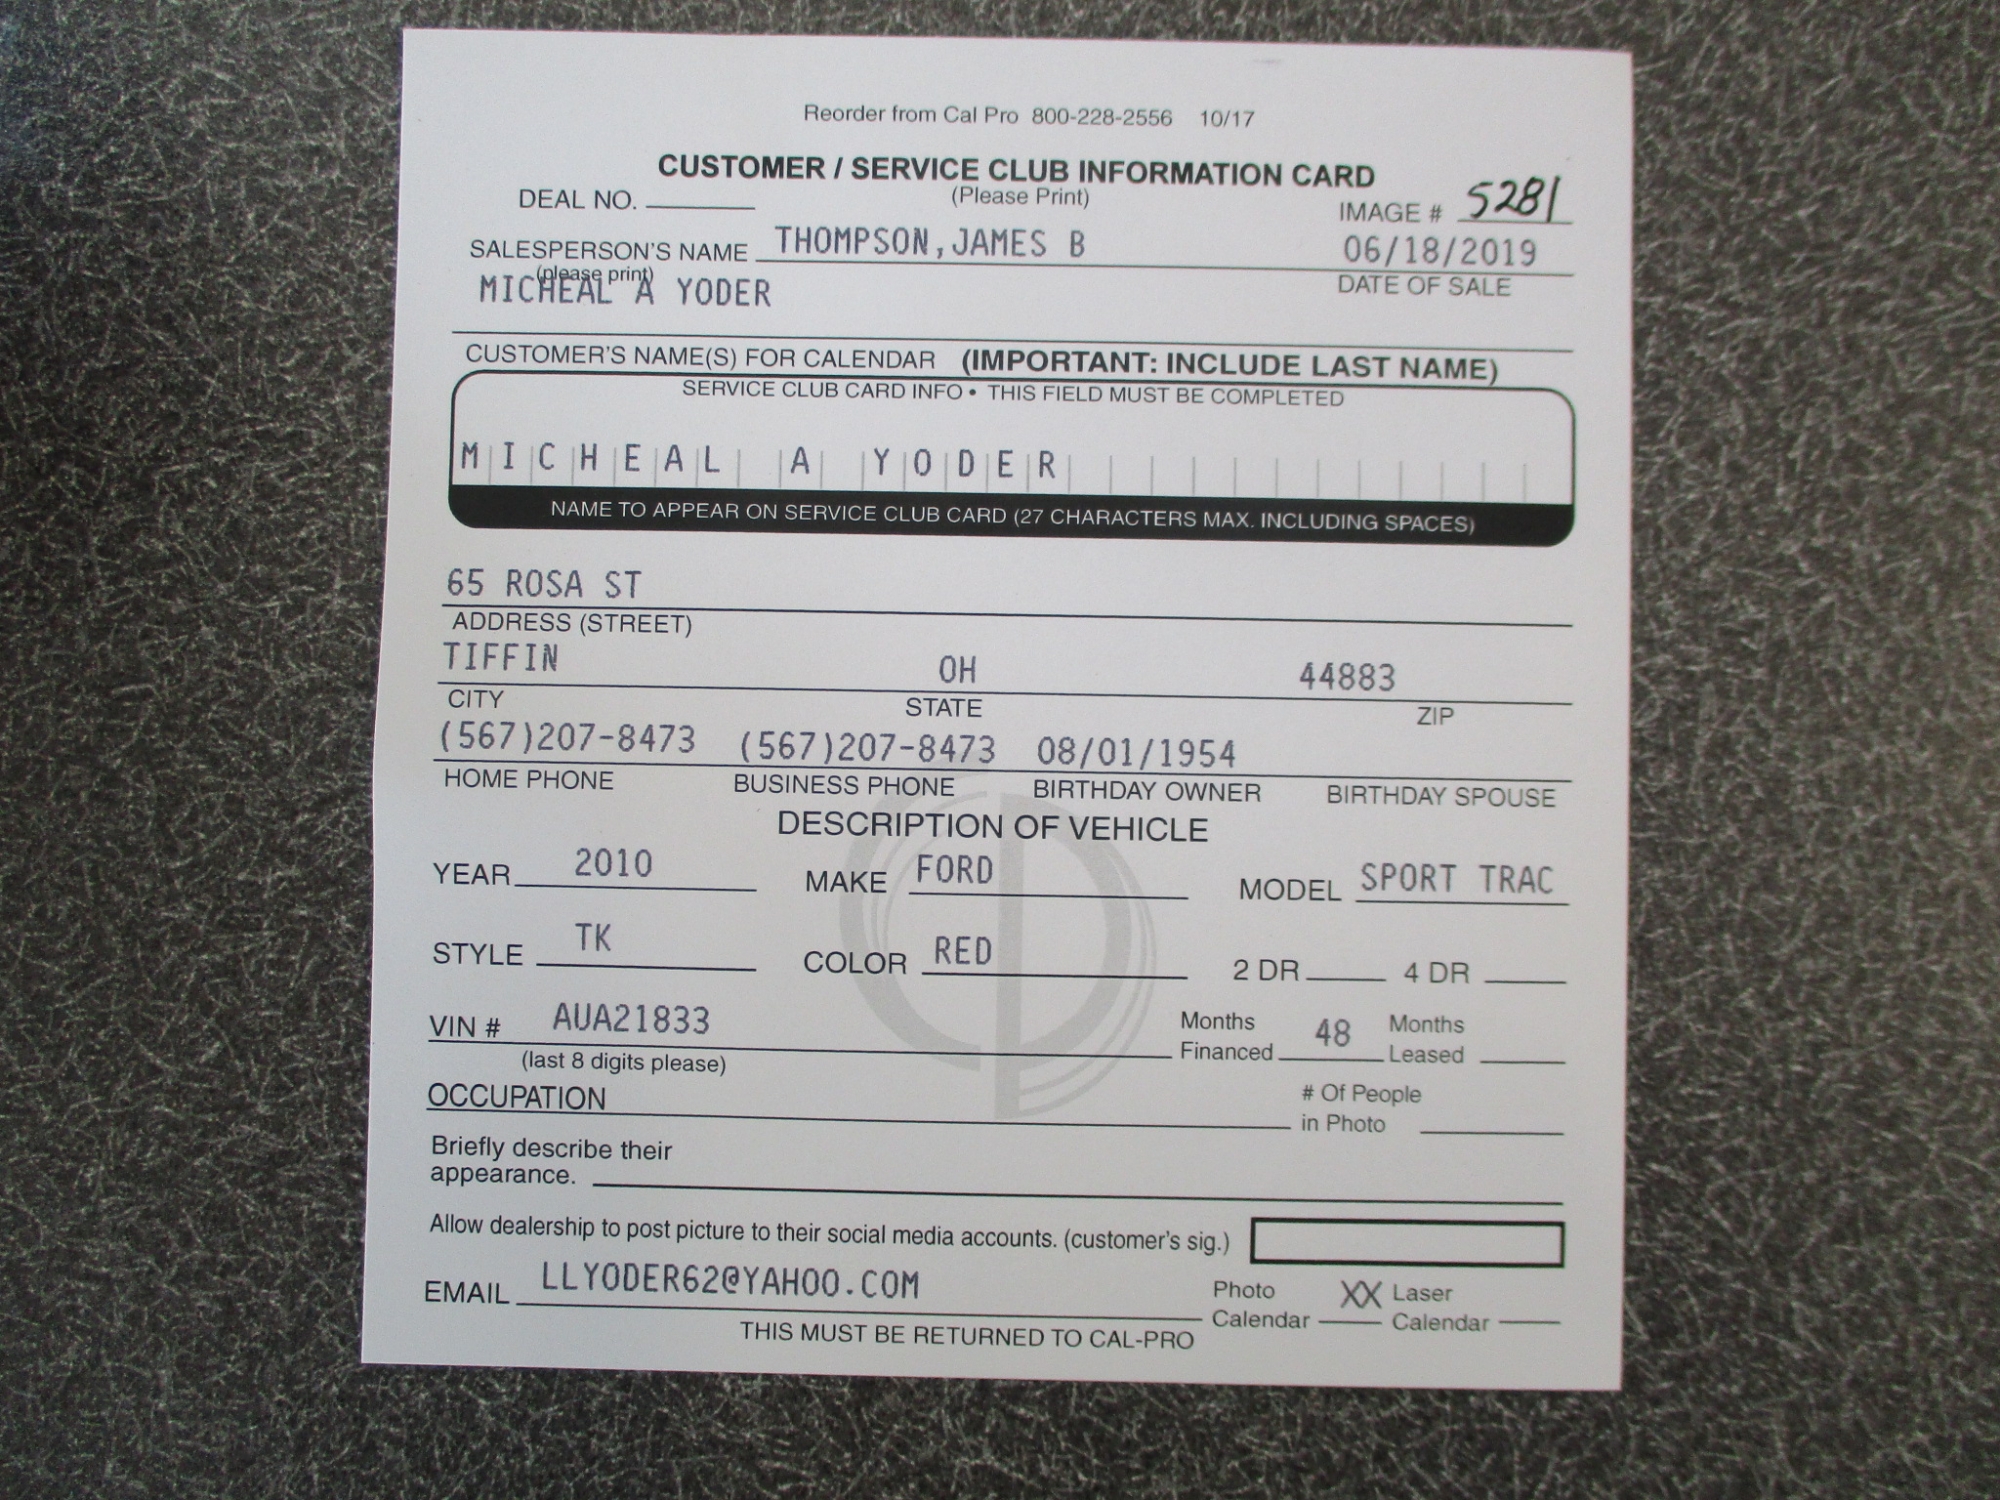 Reorder from Cal Pro 800-228-2556 10/17
CUSTOMER / SERVICE CLUB INFORMATION CARD
(Please Print)
DEAL NO.
IMAGE # 5281
SALESPERSON'S NAME THOMPSON,JAMES B 06/18/2019
(please print) DATE OF SALE
MICHEAL A YODER
CUSTOMER'S NAME(S) FOR CALENDAR (IMPORTANT: INCLUDE LAST NAME)
SERVICE CLUB CARD INFO • THIS FIELD MUST BE COMPLETED
MICHEAL A YODER
NAME TO APPEAR ON SERVICE CLUB CARD (27 CHARACTERS MAX. INCLUDING SPACES)
65 ROSA ST
ADDRESS (STREET)
TIFFIN OH 44883
CITY STATE ZIP
(567)207-8473 (567)207-8473 08/01/1954
HOME PHONE BUSINESS PHONE BIRTHDAY OWNER BIRTHDAY SPOUSE
DESCRIPTION OF VEHICLE
YEAR 2010 MAKE FORD MODEL SPORT TRAC
STYLE TK COLOR RED 2 DR 4 DR
VIN # AUA21833 Months Financed 48 Months Leased
(last 8 digits please)
OCCUPATION # Of People in Photo
Briefly describe their
appearance.
Allow dealership to post picture to their social media accounts. (customer's sig.)
EMAIL LLYODER62@YAHOO.COM Photo Calendar XX Laser Calendar
THIS MUST BE RETURNED TO CAL-PRO